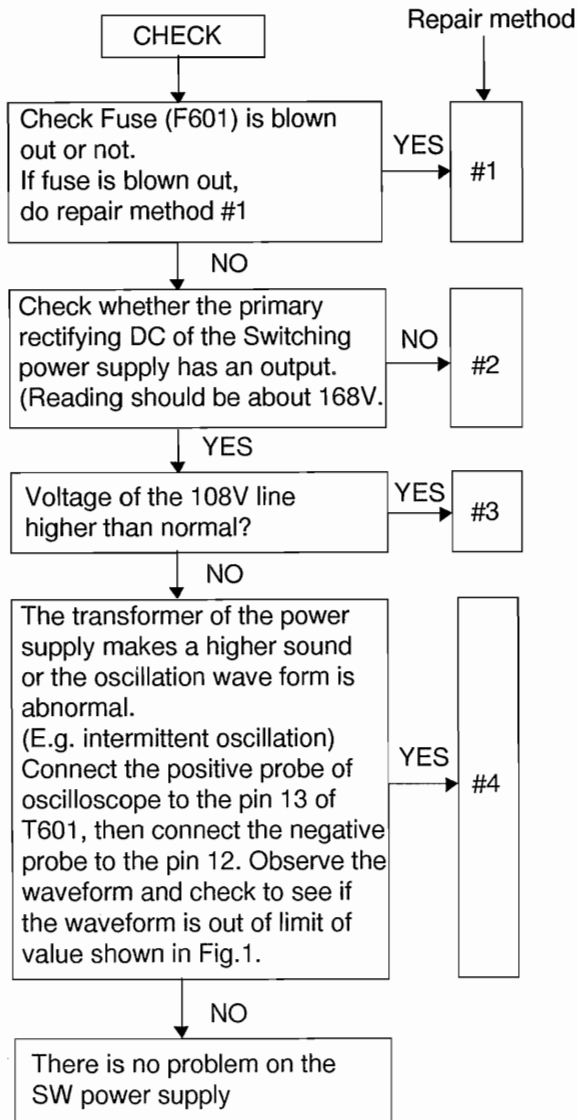 Repair method
CHECK
Check Fuse (F601) is blown
out or not.
If fuse is blown out,
do repair method #1
YES
#1
NO
Check whether the primary
rectifying DC of the Switching
power supply has an output.
(Reading should be about 168V.
NO
#2
YES
Voltage of the 108V line
higher than normal?
YES
#3
NO
The transformer of the power
supply makes a higher sound
or the oscillation wave form is
abnormal.
(E.g. intermittent oscillation)
Connect the positive probe of
oscilloscope to the pin 13 of
T601, then connect the negative
probe to the pin 12. Observe the
waveform and check to see if
the waveform is out of limit of
value shown in Fig.1.
YES
#4
NO
There is no problem on the
SW power supply